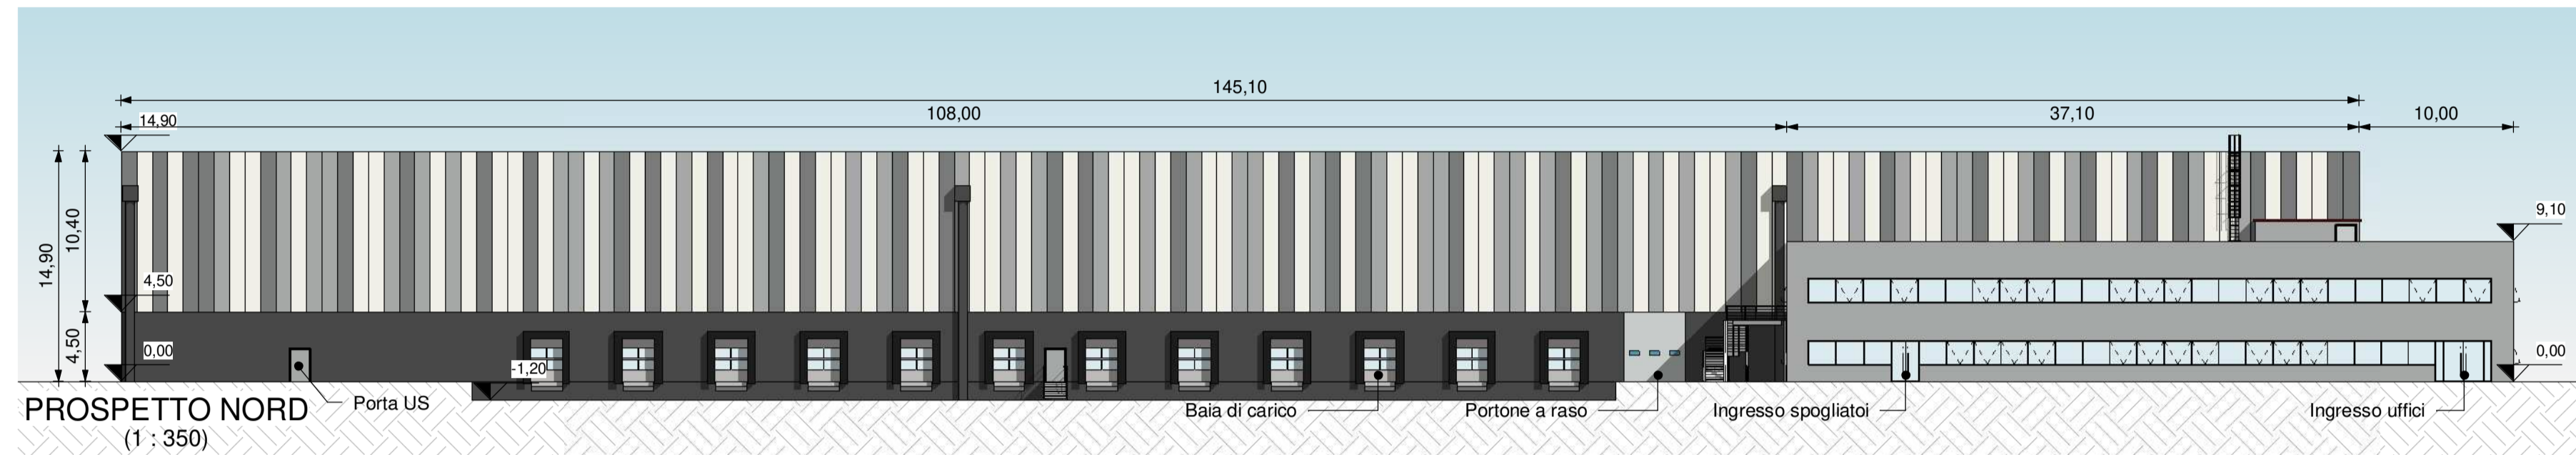 145,10
108,00
37,10
10,00
14,90
14,90
10,40
4,50
4,50
0,00
-1,20
9,10
0,00
Porta US
Baia di carico
Portone a raso
Ingresso spogliatoi
Ingresso uffici
PROSPETTO NORD
(1 : 350)